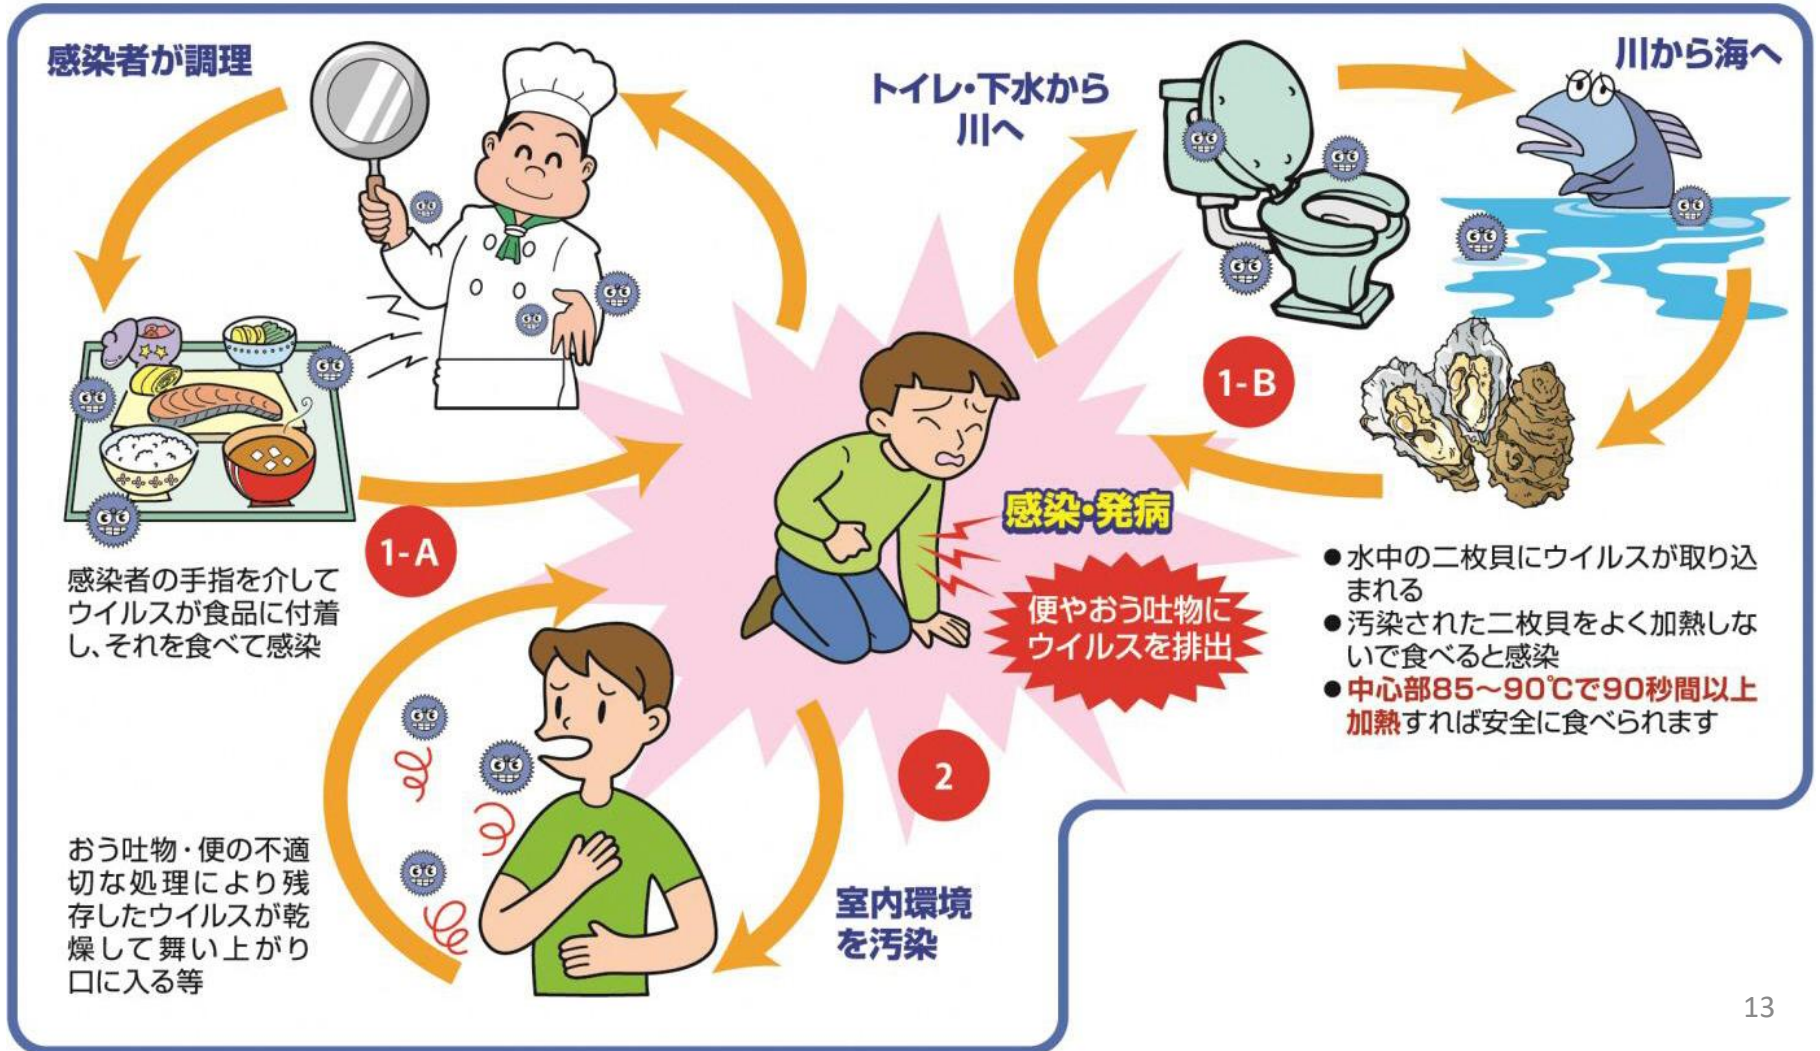 感染者が調理
トイレ・下水から
川へ
川から海へ
1-A
感染者の手指を介して
ウイルスが食品に付着
し、それを食べて感染
1-B
感染・発病
便やおう吐物に
ウイルスを排出
●水中の二枚貝にウイルスが取り込
まれる
●汚染された二枚貝をよく加熱しな
いで食べると感染
●中心部85～90℃で90秒間以上
加熱すれば安全に食べられます
2
室内環境
を汚染
おう吐物・便の不適
切な処理により残
存したウイルスが乾
燥して舞い上がり
口に入る等
13